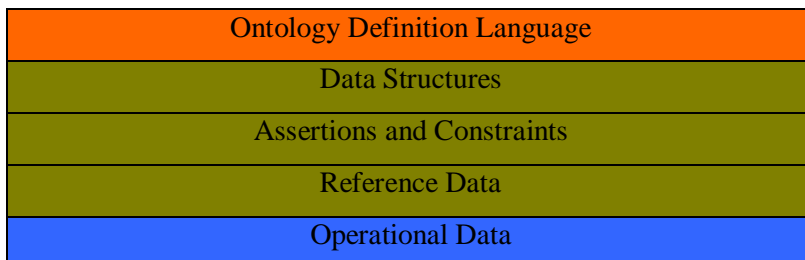 Ontology Definition Language
Data Structures
Assertions and Constraints
Reference Data
Operational Data